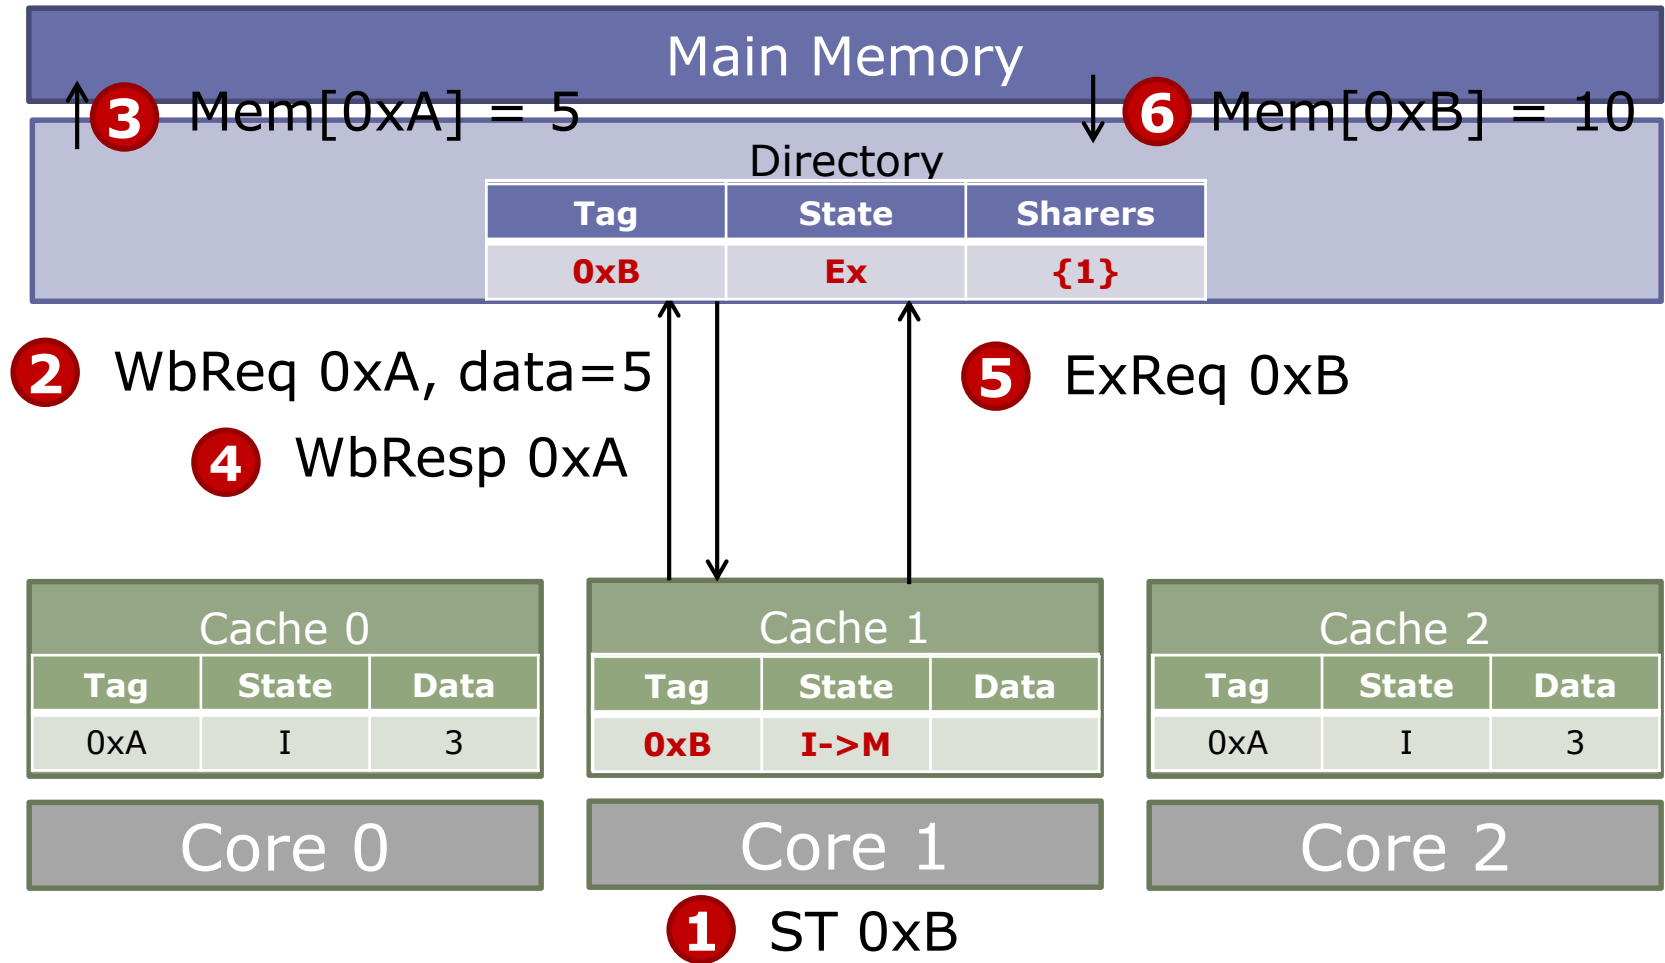 Main Memory
3 Mem[0xA] = 5
6 Mem[0xB] = 10
Directory
Tag State Sharers
0xB Ex {1}
2 WbReq 0xA, data=5
5 ExReq 0xB
4 WbResp 0xA
Cache 0
Tag State Data
0xA I 3
Core 0
Cache 1
Tag State Data
0xB I->M
Core 1
Cache 2
Tag State Data
0xA I 3
Core 2
1 ST 0xB